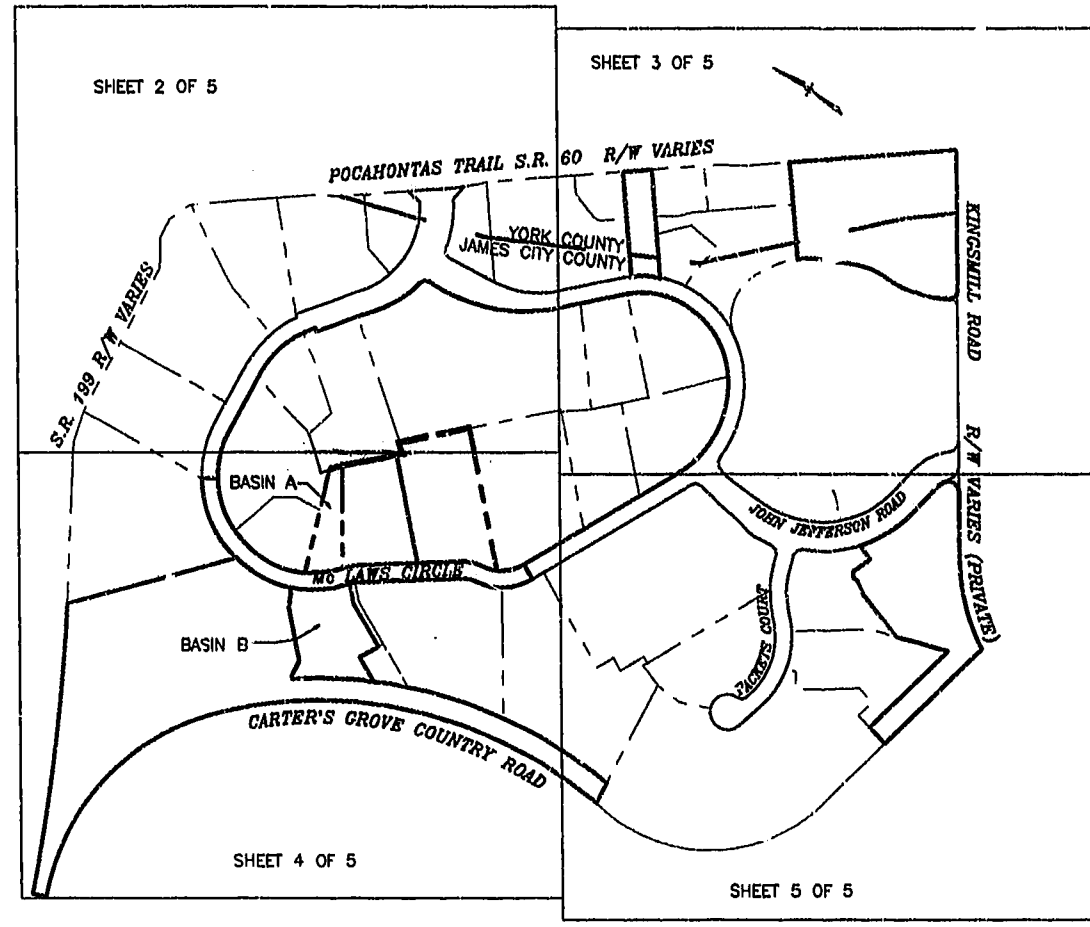 SHEET 2 OF 5
SHEET 3 OF 5
POCAHONTAS TRAIL S.R. 60 R/W VARIES
YORK COUNTY
JAMES CITY COUNTY
S.R. 199 R/W VARIES
KINGSMILL ROAD R/W VARIES (PRIVATE)
BASIN A
JOHN JEFFERSON ROAD
Mc LAWS CIRCLE
BASIN B
PACKETS COURT
CARTER'S GROVE COUNTRY ROAD
SHEET 4 OF 5
SHEET 5 OF 5